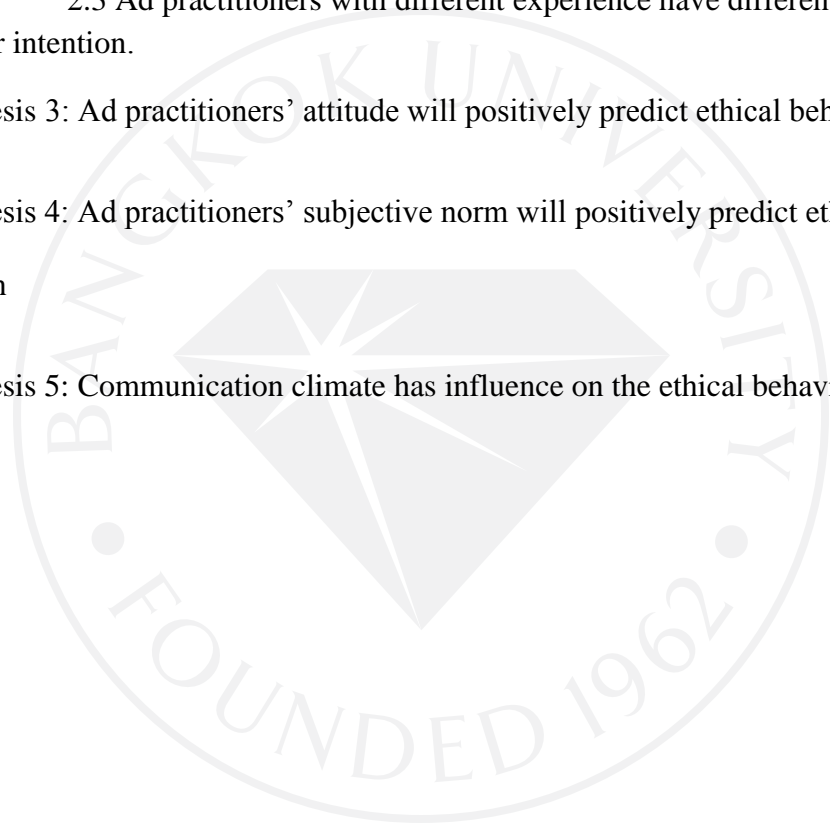 2.3 Ad practitioners with different experience have differen
r intention.
esis 3: Ad practitioners’ attitude will positively predict ethical beh
esis 4: Ad practitioners’ subjective norm will positively predict et
n
esis 5: Communication climate has influence on the ethical behav
BANGKOK UNIVERSITY
FOUNDED 1962